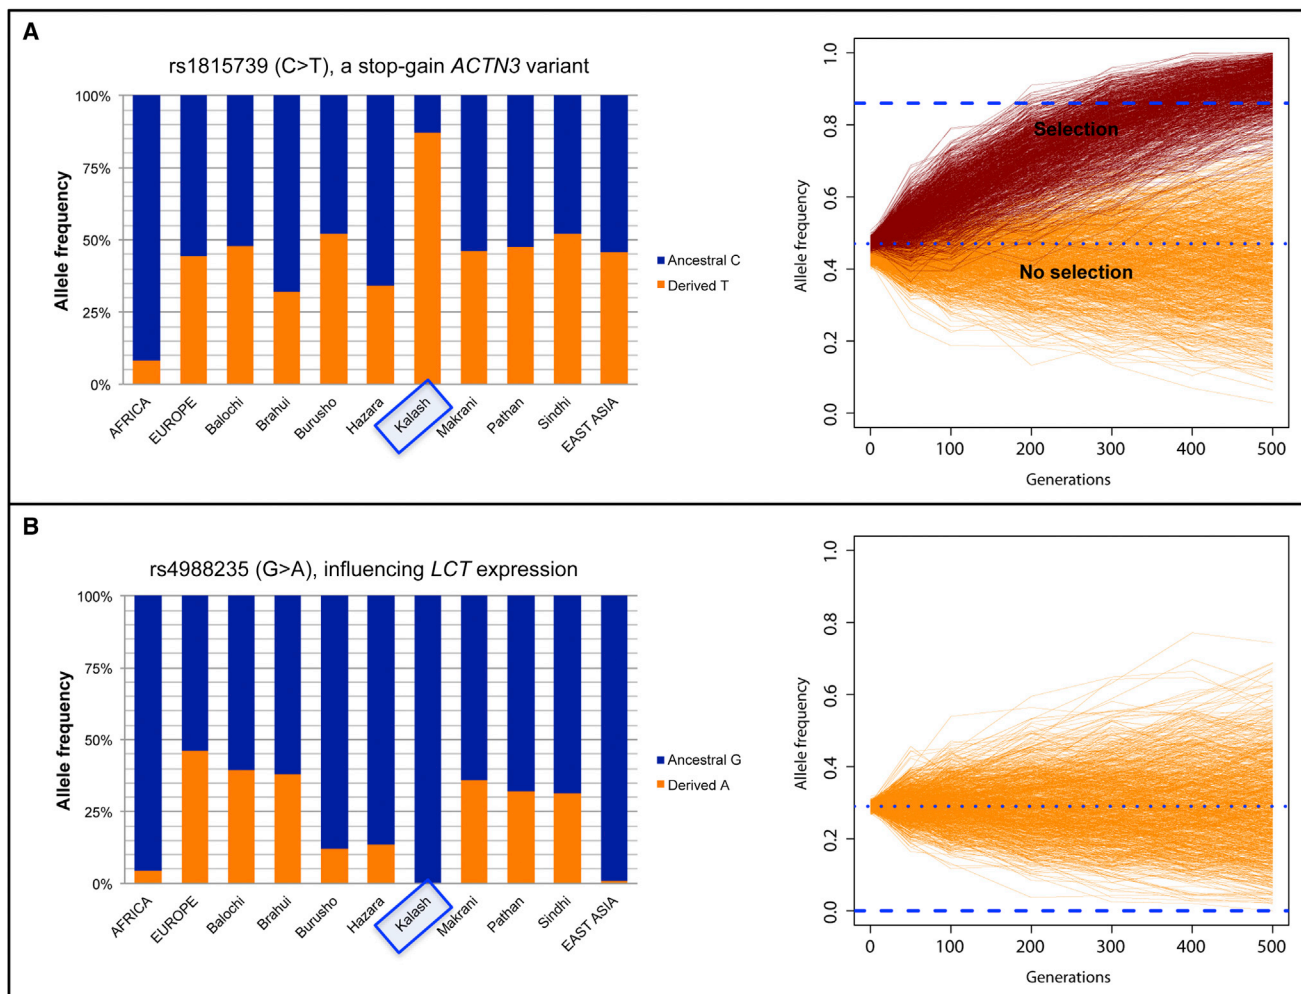 A
rs1815739 (C>T), a stop-gain ACTN3 variant
100%
75%
50%
25%
0%
Allele frequency
AFRICA
EUROPE
Balochi
Brahui
Burusho
Hazara
Kalash
Makrani
Pathan
Sindhi
EAST ASIA
Ancestral C
Derived T
1.0
0.8
0.6
0.4
0.2
0.0
Allele frequency
Selection
No selection
0 100 200 300 400 500
Generations
B
rs4988235 (G>A), influencing LCT expression
100%
75%
50%
25%
0%
Allele frequency
AFRICA
EUROPE
Balochi
Brahui
Burusho
Hazara
Kalash
Makrani
Pathan
Sindhi
EAST ASIA
Ancestral G
Derived A
1.0
0.8
0.6
0.4
0.2
0.0
Allele frequency
0 100 200 300 400 500
Generations